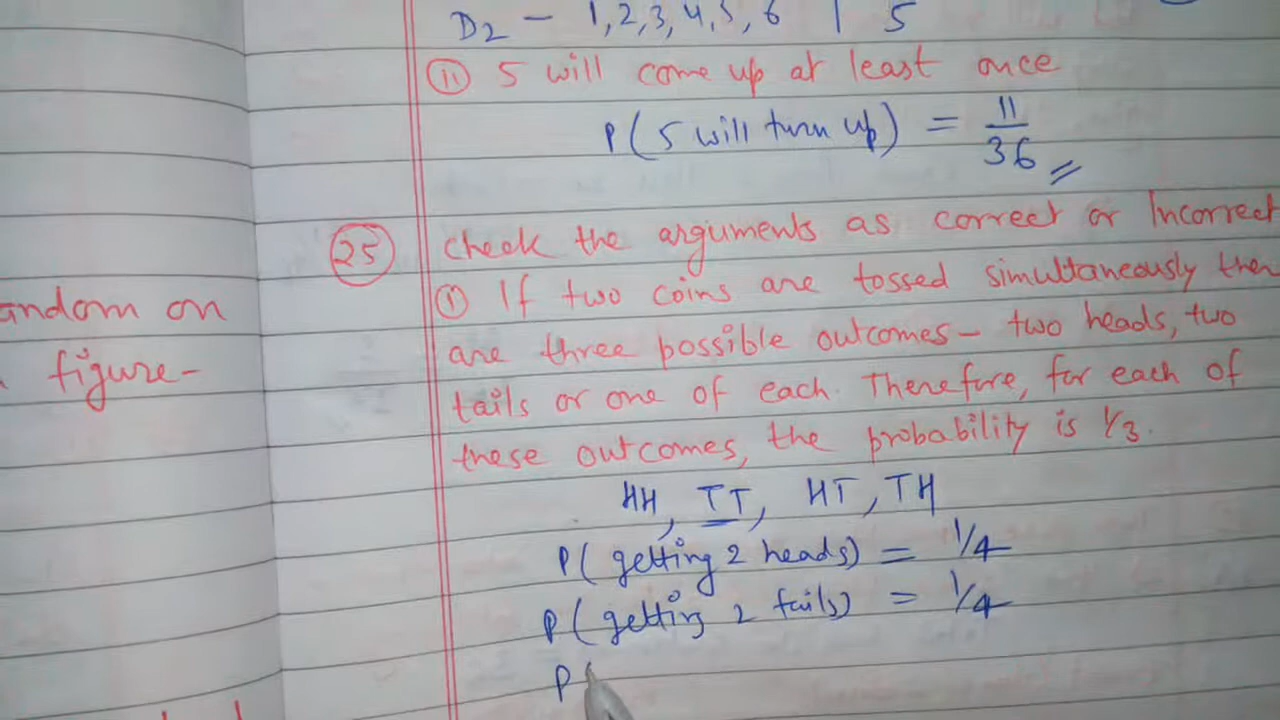 D2 - 1,2,3,4,5,6 | 5
(ii) 5 will come up at least once
P(5 will turn up) = 11/36
andom on
figure-
(25) check the arguments as correct or Incorrect
(i) If two coins are tossed simultaneously then
are three possible outcomes- two heads, two
tails or one of each. Therefore, for each of
these outcomes, the probability is 1/3.
HH, TT, HT, TH
P(getting 2 heads) = 1/4
P(getting 2 tails) = 1/4
P(